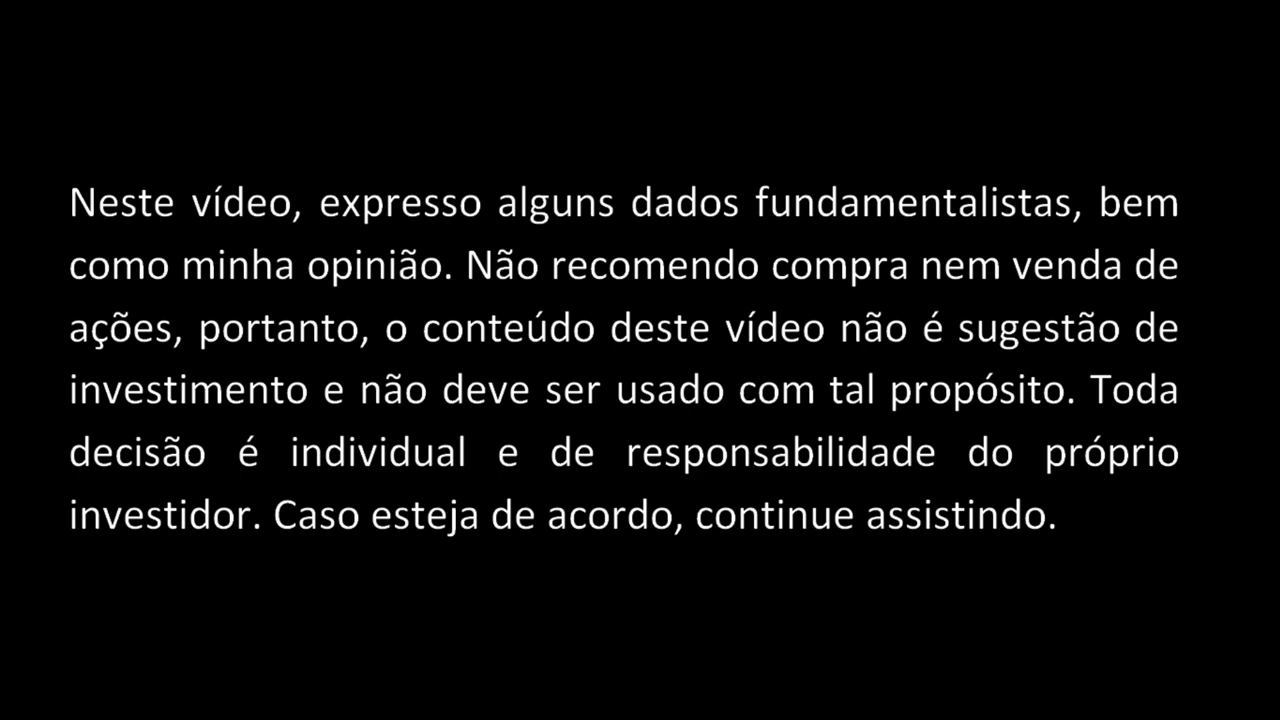 Neste vídeo, expresso alguns dados fundamentalistas, bem
como minha opinião. Não recomendo compra nem venda de
ações, portanto, o conteúdo deste vídeo não é sugestão de
investimento e não deve ser usado com tal propósito. Toda
decisão é individual e de responsabilidade do próprio
investidor. Caso esteja de acordo, continue assistindo.